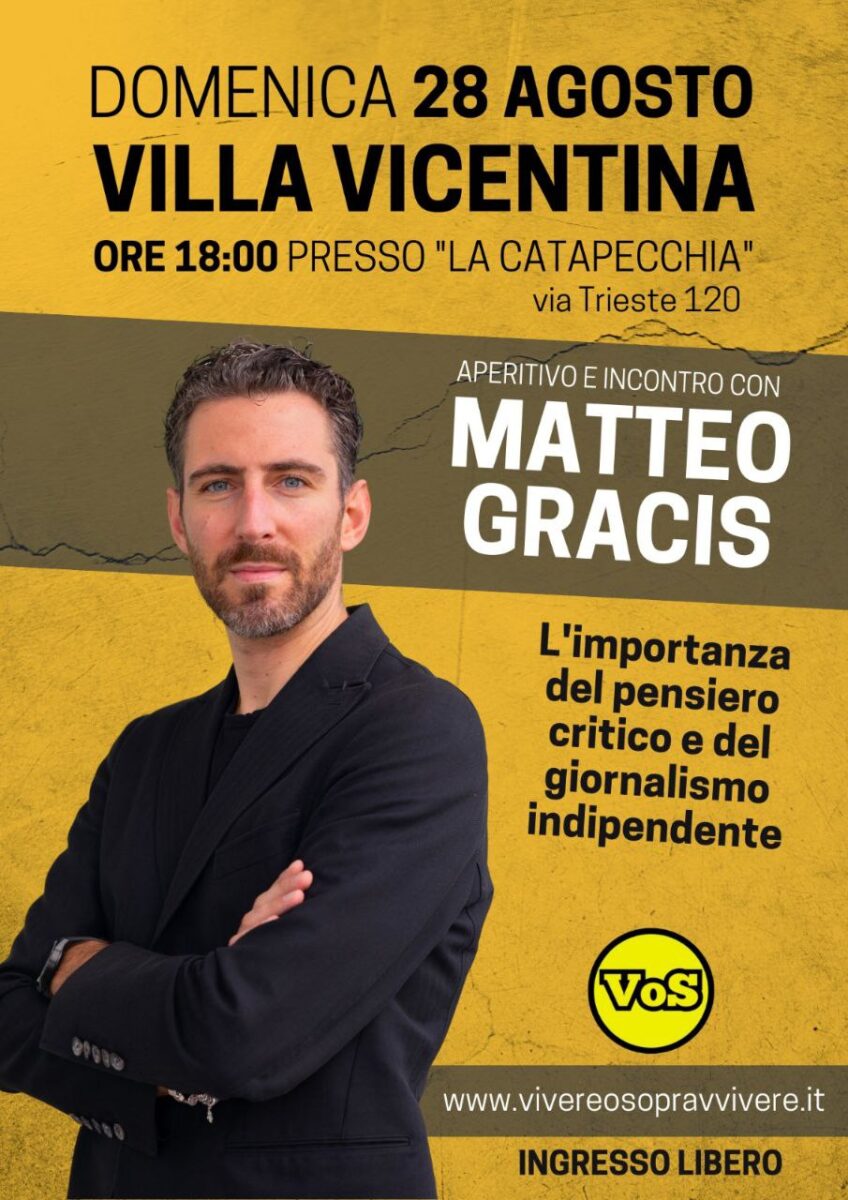 DOMENICA 28 AGOSTO
VILLA VICENTINA
ORE 18:00 PRESSO "LA CATAPECCHIA"
via Trieste 120
APERITIVO E INCONTRO CON
MATTEO
GRACIS
L'importanza
del pensiero
critico e del
giornalismo
indipendente
VoS
www.vivereosopravvivere.it
INGRESSO LIBERO